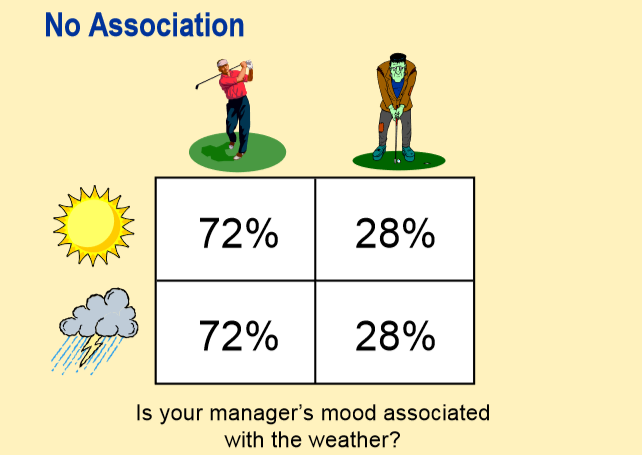 No Association
72% 28%
72% 28%
Is your manager's mood associated
with the weather?